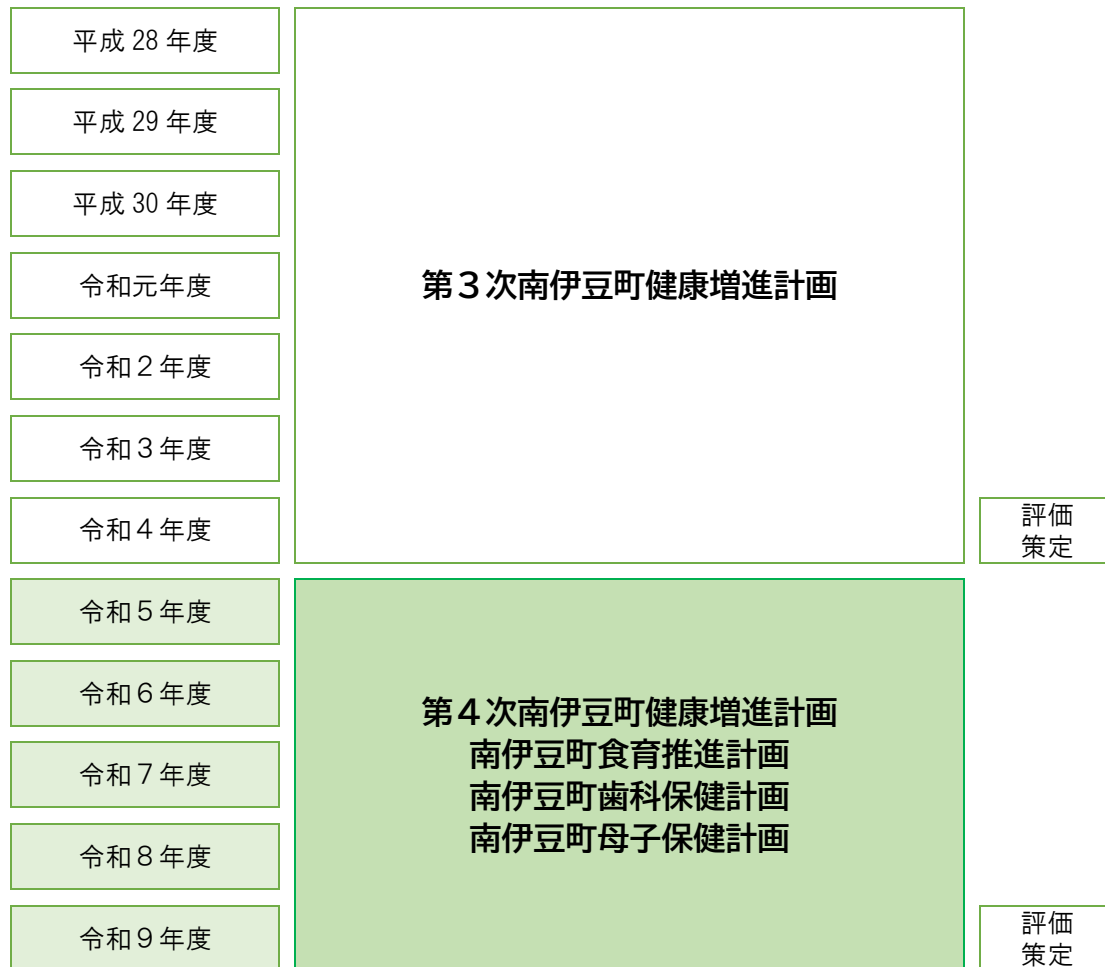 平成 28 年度
平成 29 年度
平成 30 年度
令和元年度
令和２年度
令和３年度
令和４年度
第３次南伊豆町健康増進計画
評価
策定
令和５年度
令和６年度
令和７年度
令和８年度
令和９年度
第４次南伊豆町健康増進計画
南伊豆町食育推進計画
南伊豆町歯科保健計画
南伊豆町母子保健計画
評価
策定